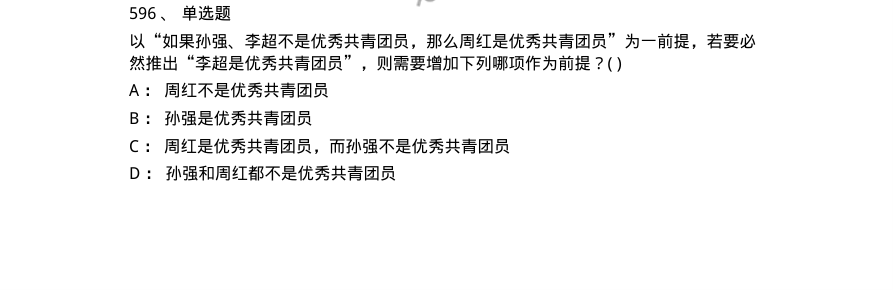 596 、 单选题
以“如果孙强、李超不是优秀共青团员，那么周红是优秀共青团员”为一前提，若要必
然推出“李超是优秀共青团员”，则需要增加下列哪项作为前提？( )
A ： 周红不是优秀共青团员
B ： 孙强是优秀共青团员
C ： 周红是优秀共青团员，而孙强不是优秀共青团员
D ： 孙强和周红都不是优秀共青团员